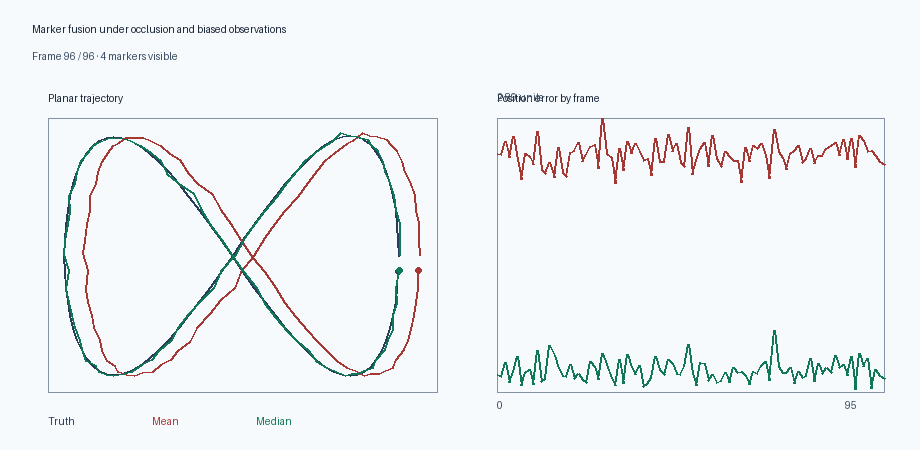 Marker fusion under occlusion and biased observations
Frame 96 / 96 · 4 markers visible
Planar trajectory
Position error by frame
0
95
Truth
Mean
Median